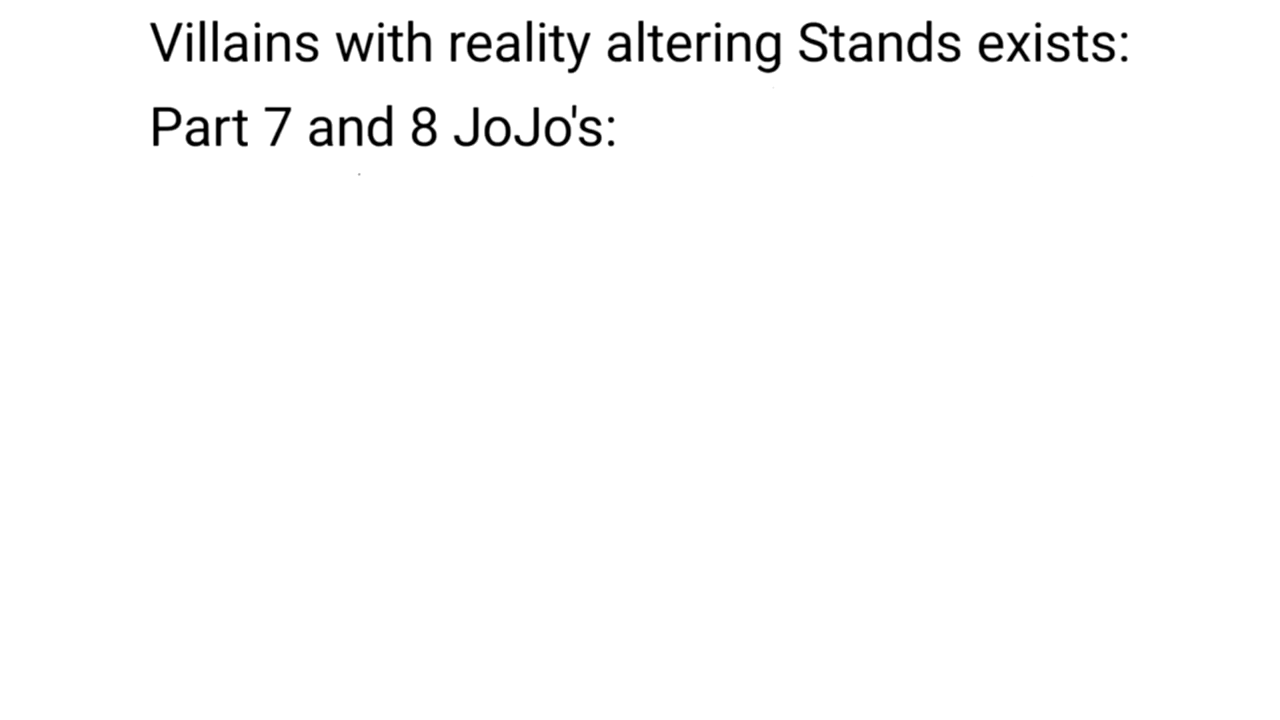 Villains with reality altering Stands exists:
Part 7 and 8 JoJo's: